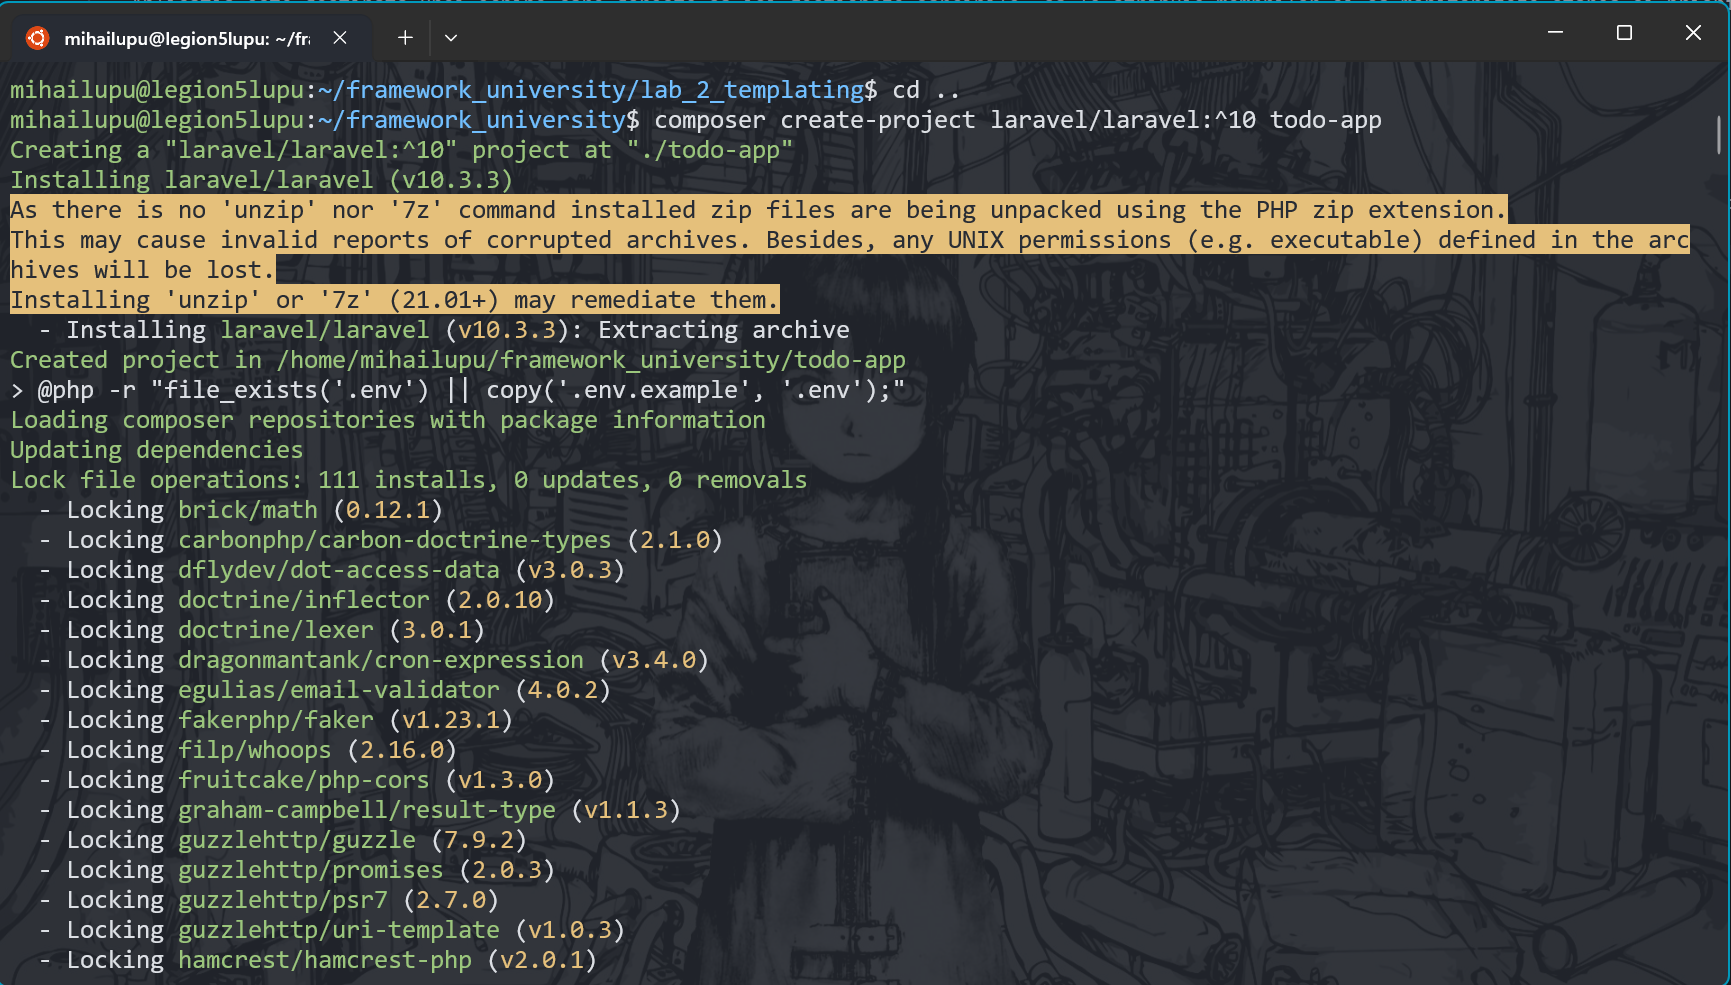 mihailupu@legion5lupu: ~/fr
mihailupu@legion5lupu:~/framework_university/lab_2_templating$ cd ..
mihailupu@legion5lupu:~/framework_university$ composer create-project laravel/laravel:^10 todo-app
Creating a "laravel/laravel:^10" project at "./todo-app"
Installing laravel/laravel (v10.3.3)
As there is no 'unzip' nor '7z' command installed zip files are being unpacked using the PHP zip extension.
This may cause invalid reports of corrupted archives. Besides, any UNIX permissions (e.g. executable) defined in the arc
hives will be lost.
Installing 'unzip' or '7z' (21.01+) may remediate them.
  - Installing laravel/laravel (v10.3.3): Extracting archive
Created project in /home/mihailupu/framework_university/todo-app
> @php -r "file_exists('.env') || copy('.env.example', '.env');"
Loading composer repositories with package information
Updating dependencies
Lock file operations: 111 installs, 0 updates, 0 removals
  - Locking brick/math (0.12.1)
  - Locking carbonphp/carbon-doctrine-types (2.1.0)
  - Locking dflydev/dot-access-data (v3.0.3)
  - Locking doctrine/inflector (2.0.10)
  - Locking doctrine/lexer (3.0.1)
  - Locking dragonmantank/cron-expression (v3.4.0)
  - Locking egulias/email-validator (4.0.2)
  - Locking fakerphp/faker (v1.23.1)
  - Locking filp/whoops (2.16.0)
  - Locking fruitcake/php-cors (v1.3.0)
  - Locking graham-campbell/result-type (v1.1.3)
  - Locking guzzlehttp/guzzle (7.9.2)
  - Locking guzzlehttp/promises (2.0.3)
  - Locking guzzlehttp/psr7 (2.7.0)
  - Locking guzzlehttp/uri-template (v1.0.3)
  - Locking hamcrest/hamcrest-php (v2.0.1)